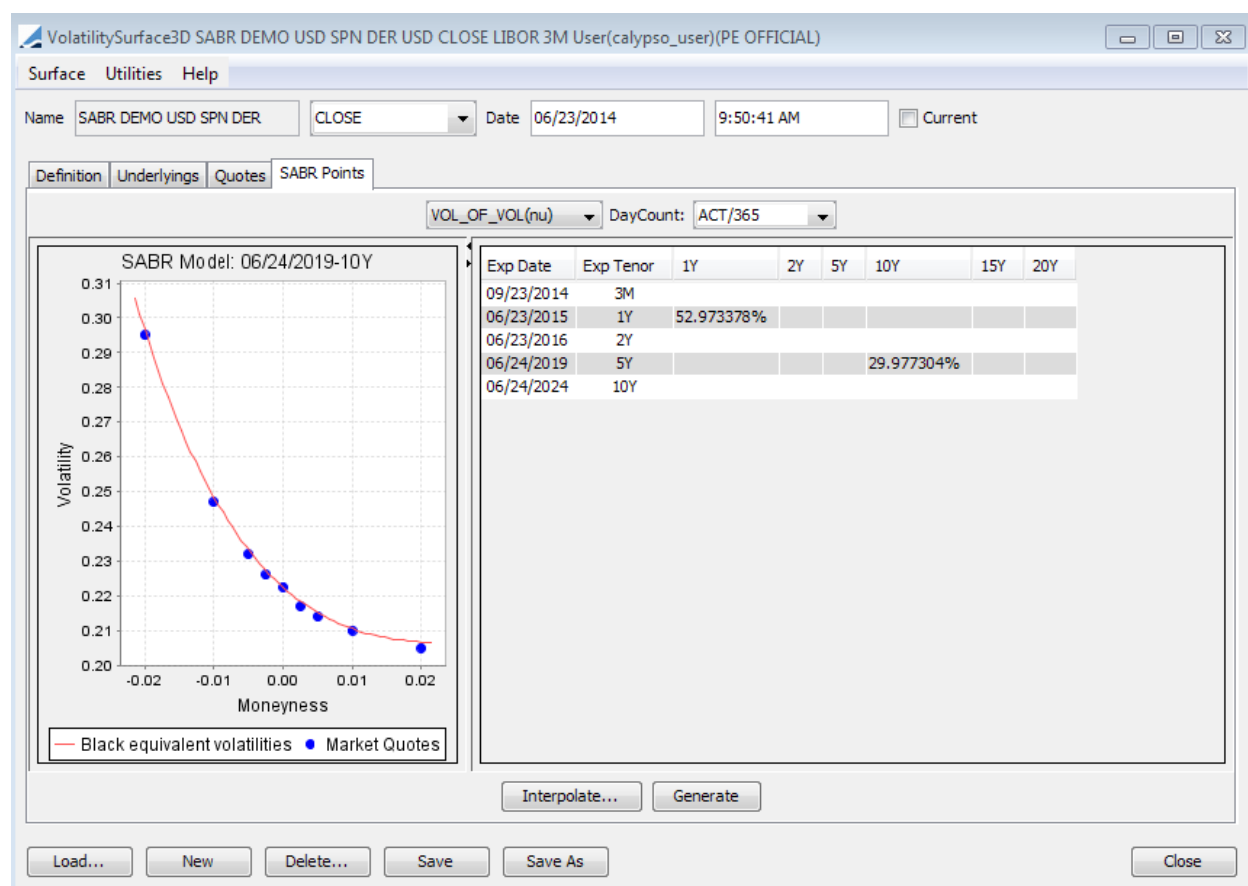 VolatilitySurface3D SABR DEMO USD SPN DER USD CLOSE LIBOR 3M User(calypso_user)(PE OFFICIAL)
Surface Utilities Help
Name SABR DEMO USD SPN DER CLOSE Date 06/23/2014 9:50:41 AM Current
Definition Underlyings Quotes SABR Points
VOL_OF_VOL(nu) DayCount: ACT/365
SABR Model: 06/24/2019-10Y
0.31
0.30
0.29
0.28
0.27
0.26
0.25
0.24
0.23
0.22
0.21
0.20
Volatility
-0.02 -0.01 0.00 0.01 0.02
Moneyness
Black equivalent volatilities Market Quotes
Exp Date Exp Tenor 1Y 2Y 5Y 10Y 15Y 20Y
09/23/2014 3M
06/23/2015 1Y 52.973378%
06/23/2016 2Y
06/24/2019 5Y 29.977304%
06/24/2024 10Y
Interpolate... Generate
Load... New Delete... Save Save As Close